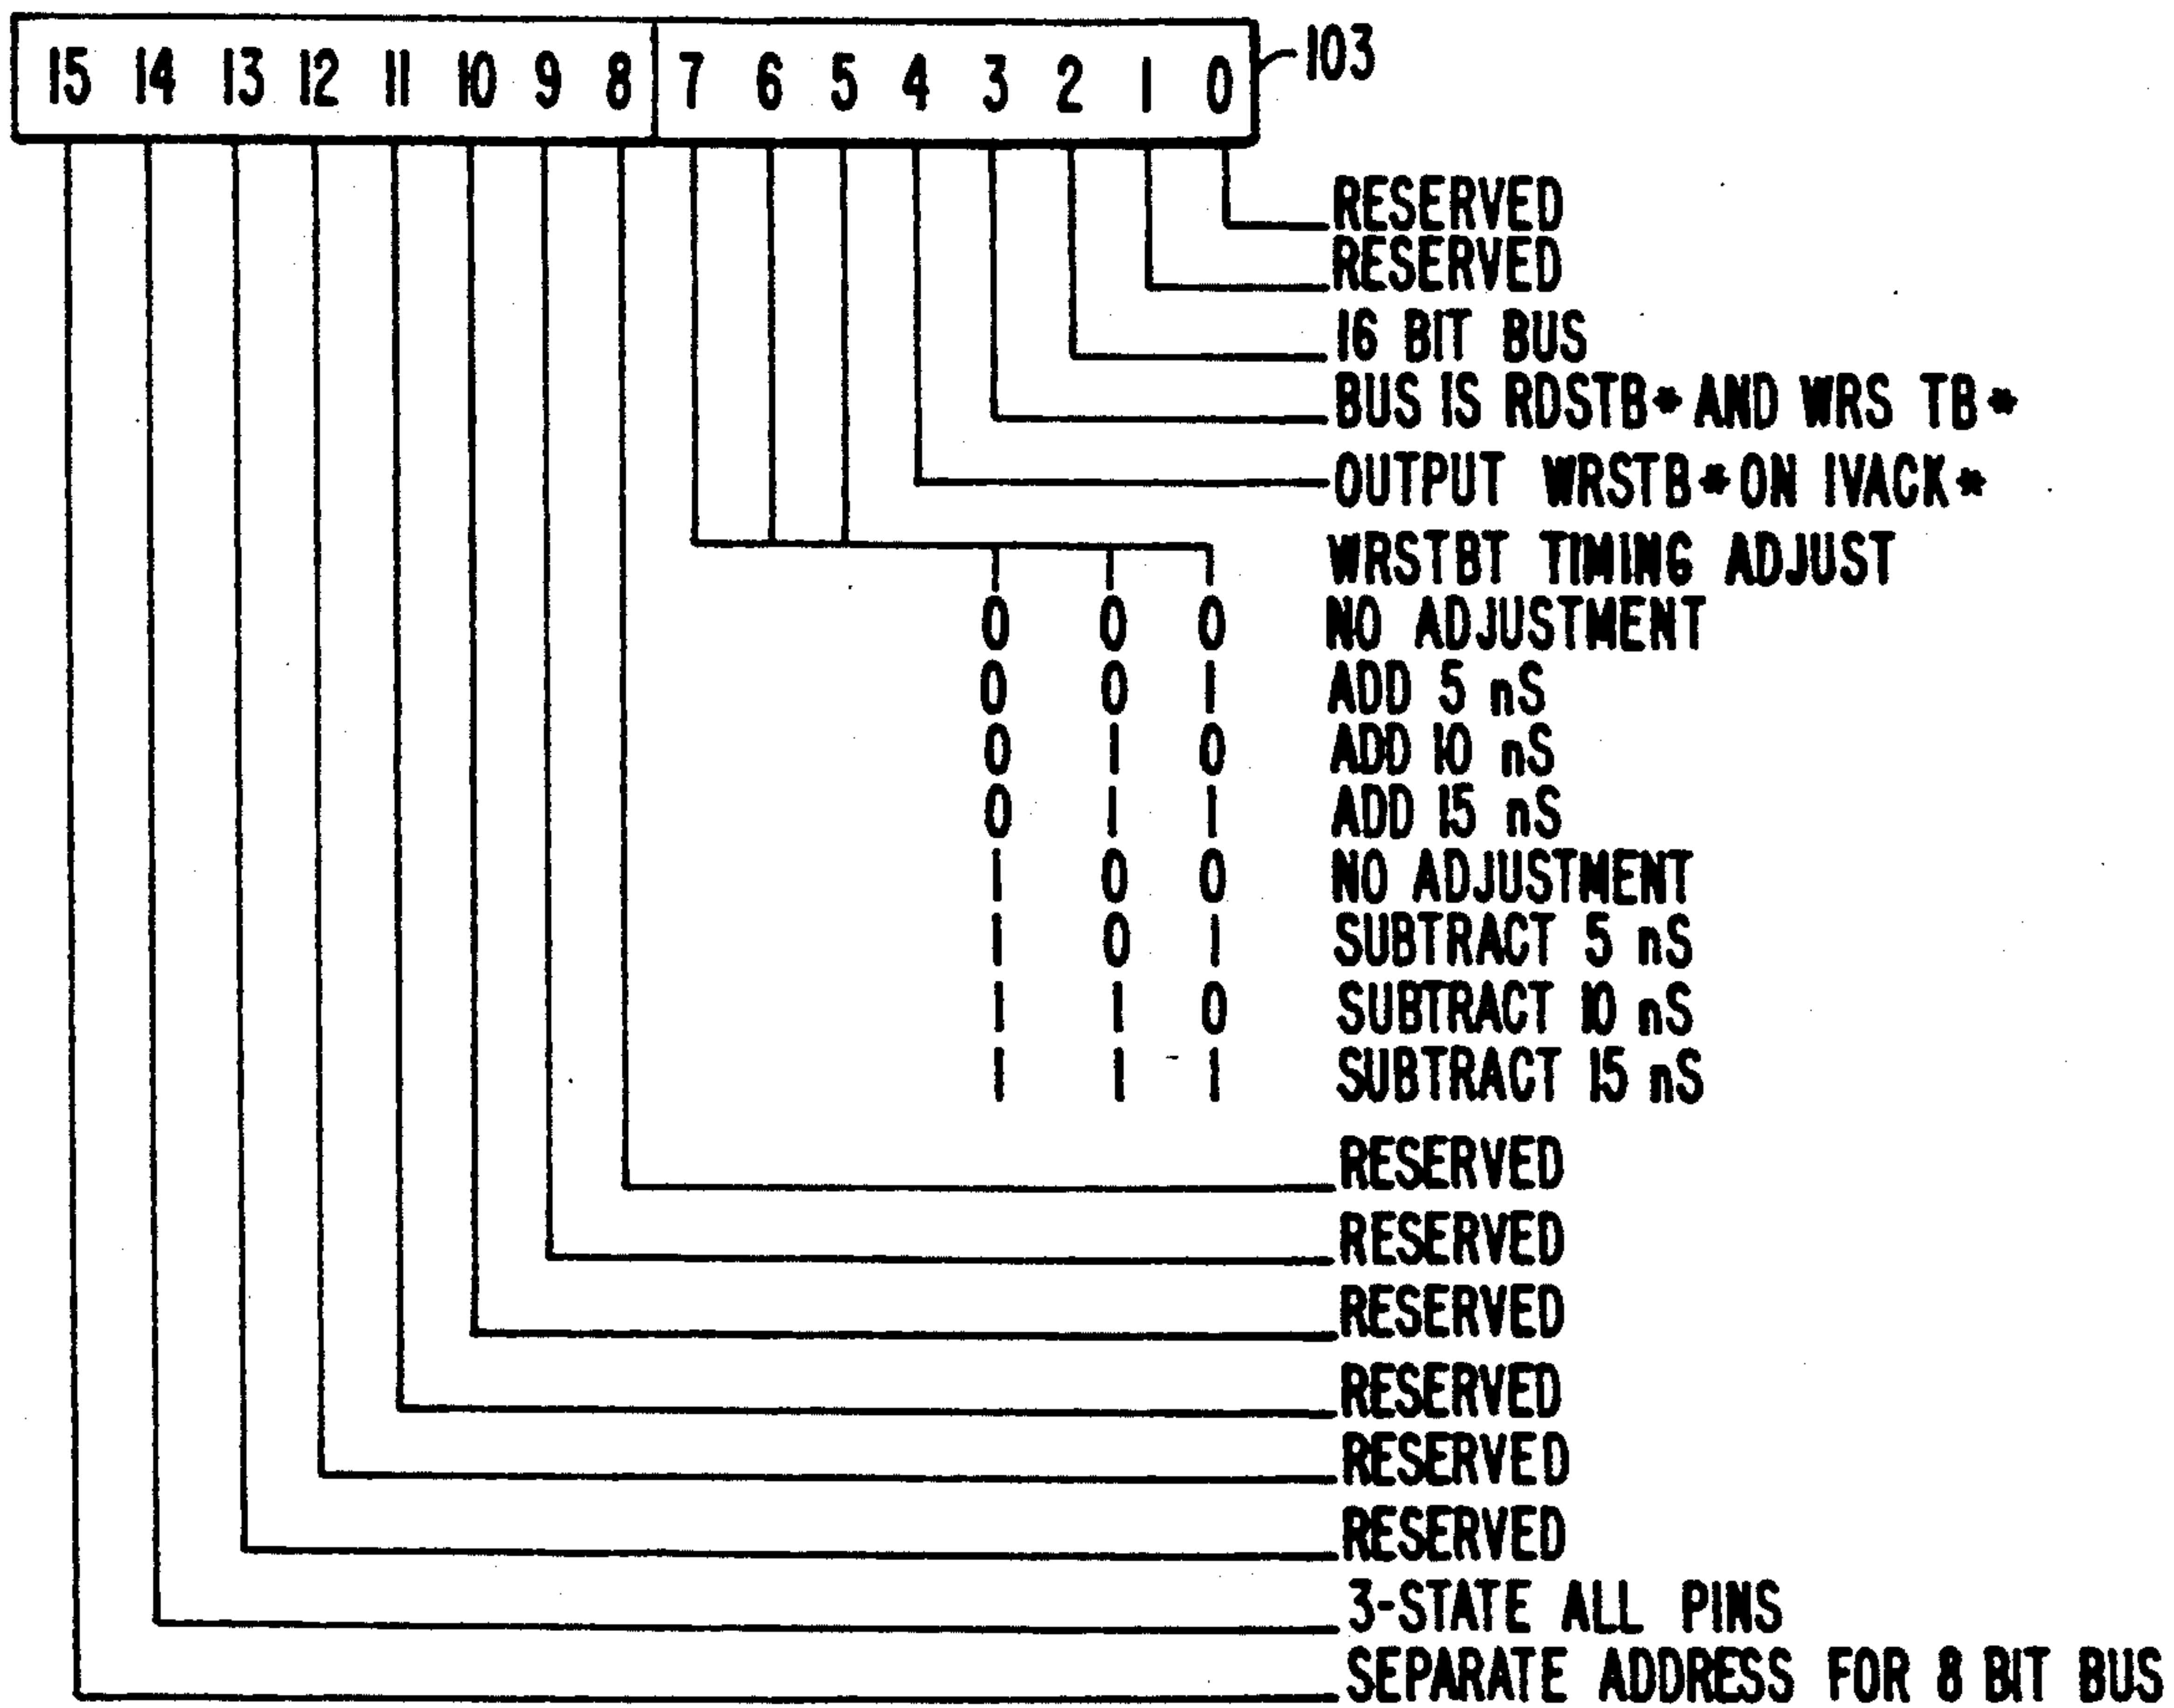 15 14 13 12 11 10 9 8 7 6 5 4 3 2 1 0 103
RESERVED
RESERVED
16 BIT BUS
BUS IS RDSTB* AND WRS TB*
OUTPUT WRSTB* ON IVACK*
WRSTBT TIMING ADJUST
0 0 0 NO ADJUSTMENT
0 0 1 ADD 5 nS
0 1 0 ADD 10 nS
0 1 1 ADD 15 nS
1 0 0 NO ADJUSTMENT
1 0 1 SUBTRACT 5 nS
1 1 0 SUBTRACT 10 nS
1 1 1 SUBTRACT 15 nS
RESERVED
RESERVED
RESERVED
RESERVED
RESERVED
RESERVED
3-STATE ALL PINS
SEPARATE ADDRESS FOR 8 BIT BUS